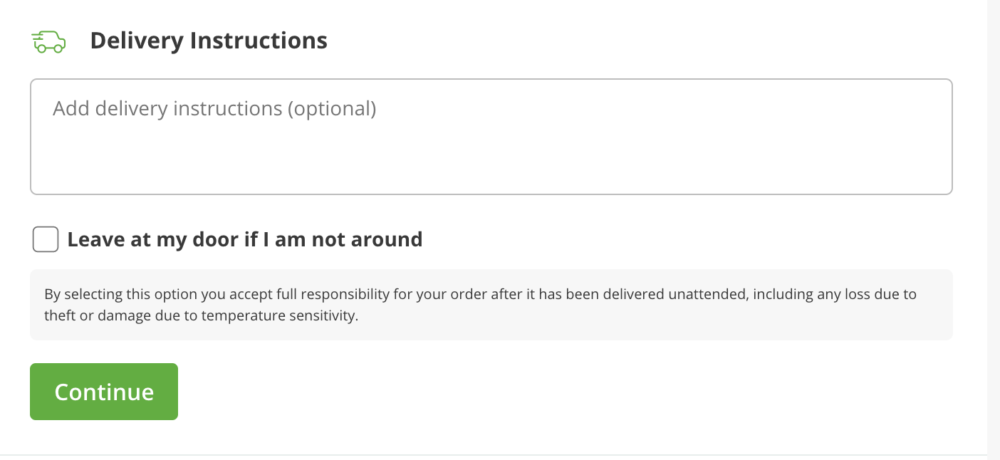 Delivery Instructions
Add delivery instructions (optional)
Leave at my door if I am not around
By selecting this option you accept full responsibility for your order after it has been delivered unattended, including any loss due to
theft or damage due to temperature sensitivity.
Continue